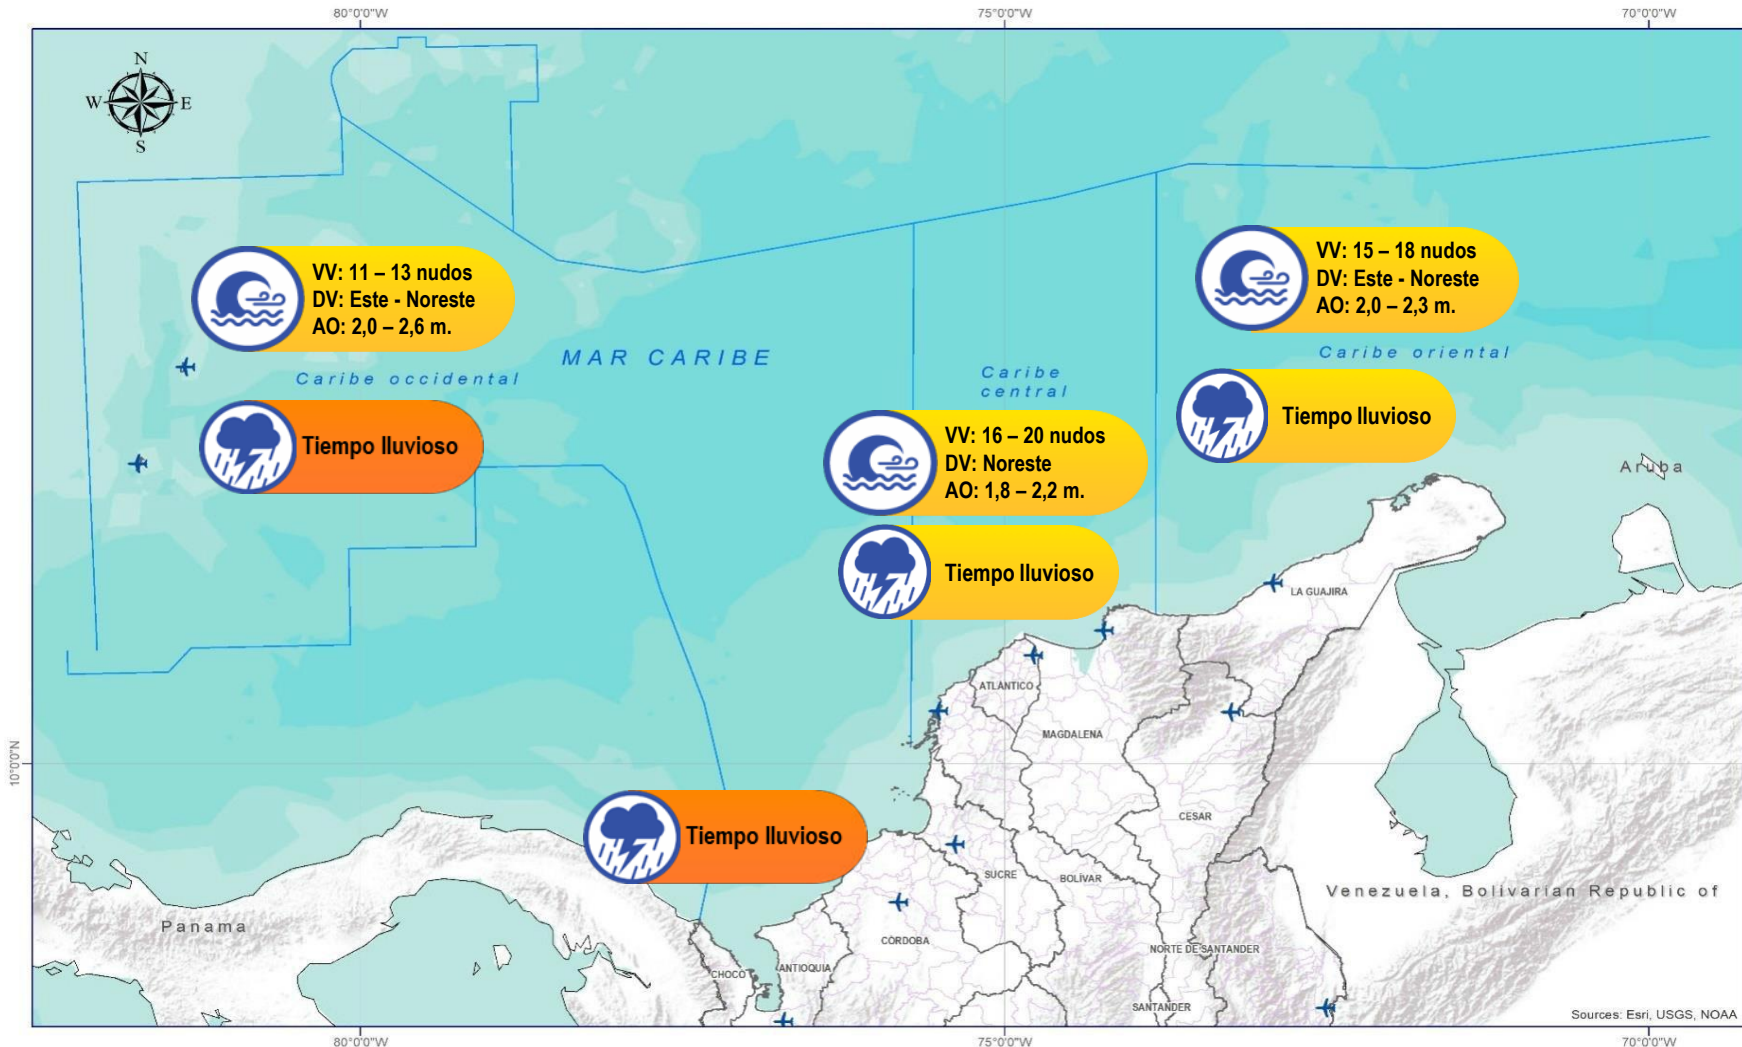 80°0'0"W
75°0'0"W
70°0'0"W
N
W
E
S
VV: 11 – 13 nudos
DV: Este - Noreste
AO: 2,0 – 2,6 m.
VV: 15 – 18 nudos
DV: Este - Noreste
AO: 2,0 – 2,3 m.
MAR CARIBE
Caribe occidental
Caribe
central
Caribe oriental
Tiempo lluvioso
VV: 16 – 20 nudos
DV: Noreste
AO: 1,8 – 2,2 m.
Tiempo lluvioso
Aruba
Tiempo lluvioso
LA GUAJIRA
ATLÁNTICO
MAGDALENA
10°0'0"N
CESAR
Tiempo lluvioso
SUCRE
BOLÍVAR
Venezuela, Bolivarian Republic of
Panama
CÓRDOBA
NORTE DE SANTANDER
CHOCO
ANTIOQUIA
SANTANDER
Sources: Esri, USGS, NOAA
80°0'0"W
75°0'0"W
70°0'0"W